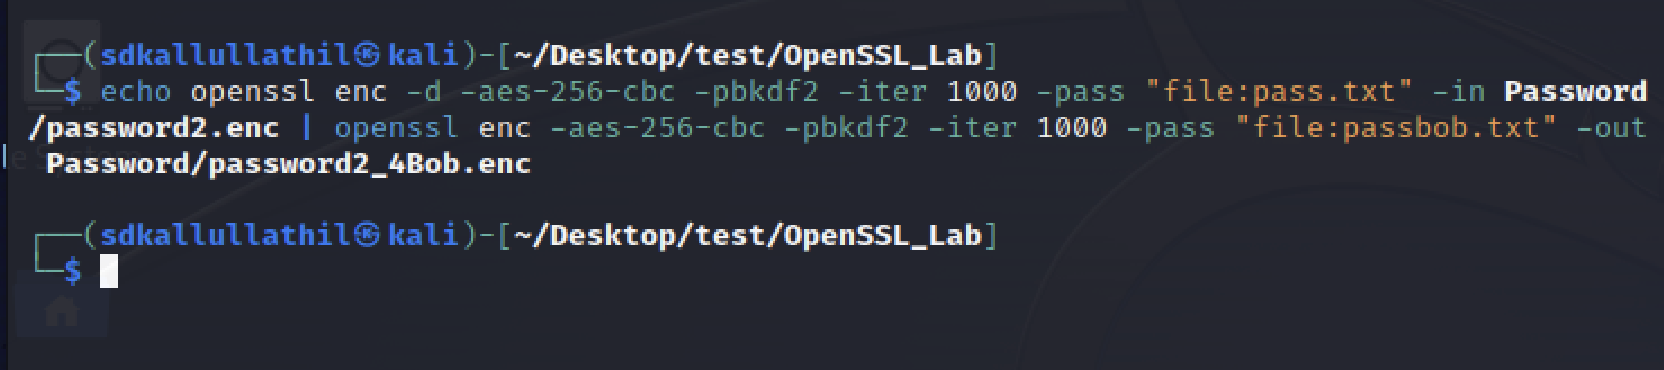 ┌──(sdkallullathil㉿kali)-[~/Desktop/test/OpenSSL_Lab]
└─$ echo openssl enc -d -aes-256-cbc -pbkdf2 -iter 1000 -pass "file:pass.txt" -in Password
/password2.enc | openssl enc -aes-256-cbc -pbkdf2 -iter 1000 -pass "file:passbob.txt" -out
Password/password2_4Bob.enc
┌──(sdkallullathil㉿kali)-[~/Desktop/test/OpenSSL_Lab]
└─$